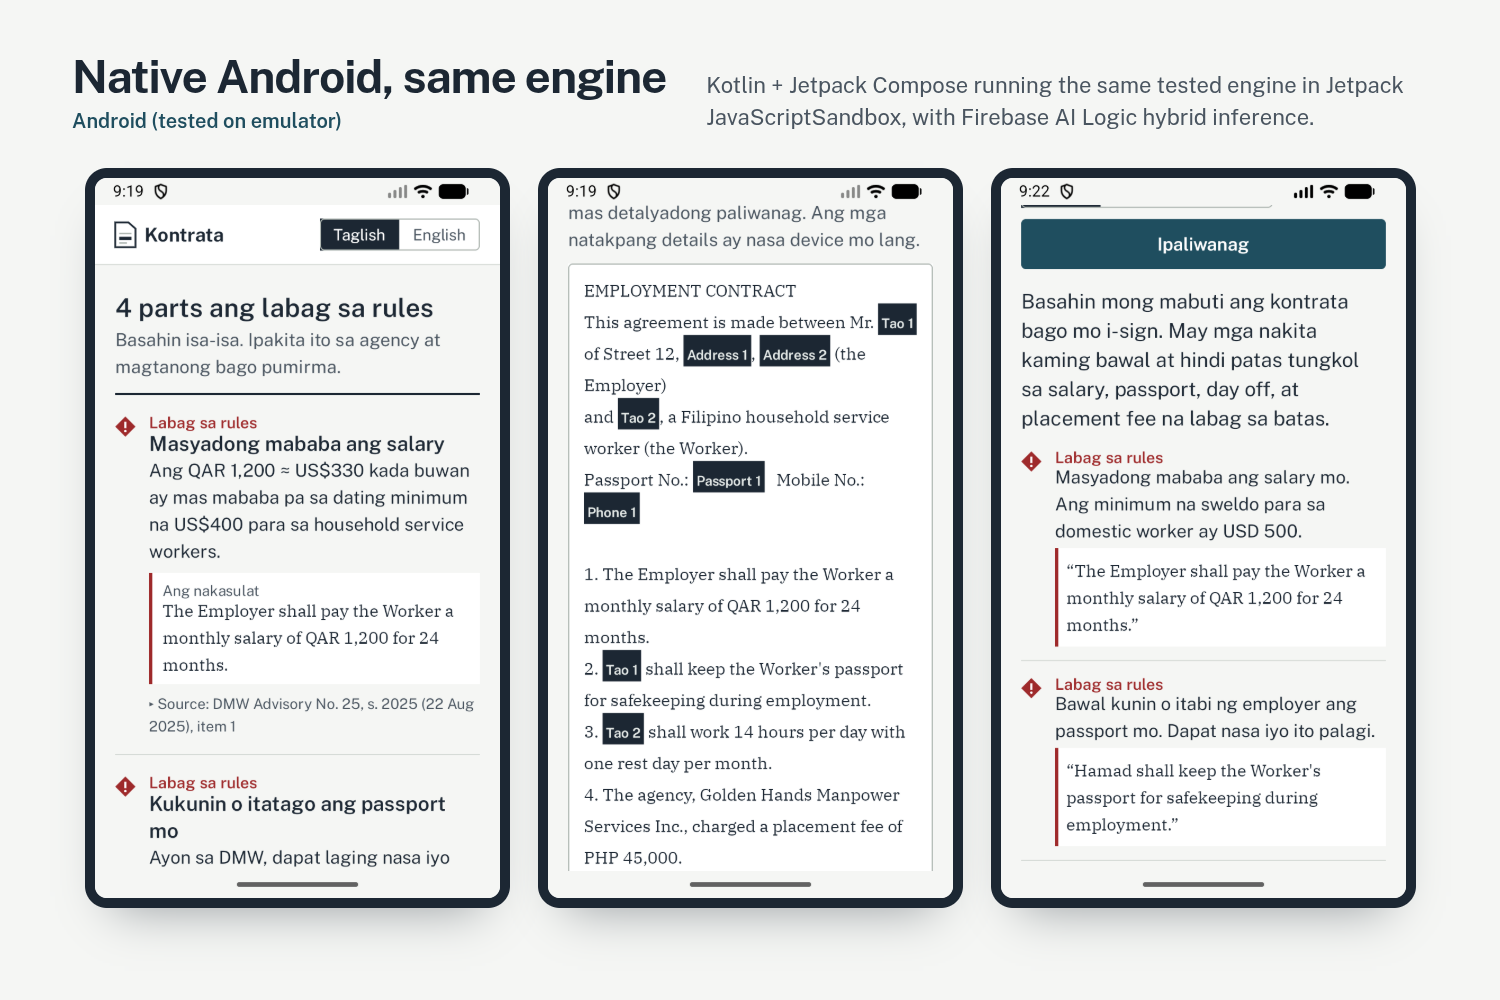 Native Android, same engine
Android (tested on emulator)
Kotlin + Jetpack Compose running the same tested engine in Jetpack
JavaScriptSandbox, with Firebase AI Logic hybrid inference.
9:19
Kontrata
Taglish English
4 parts ang labag sa rules
Basahin isa-isa. Ipakita ito sa agency at
magtanong bago pumirma.
Labag sa rules
Masyadong mababa ang salary
Ang QAR 1,200 ≈ US$330 kada buwan
ay mas mababa pa sa dating minimum
na US$400 para sa household service
workers.
Ang nakasulat
The Employer shall pay the Worker a
monthly salary of QAR 1,200 for 24
months.
‣ Source: DMW Advisory No. 25, s. 2025 (22 Aug
2025), item 1
Labag sa rules
Kukunin o itatago ang passport
mo
Ayon sa DMW, dapat laging nasa iyo
9:19
mas detalyadong paliwanag. Ang mga
natakpang details ay nasa device mo lang.
EMPLOYMENT CONTRACT
This agreement is made between Mr. Tao 1
of Street 12, Address 1, Address 2 (the
Employer)
and Tao 2, a Filipino household service
worker (the Worker).
Passport No.: Passport 1 Mobile No.:
Phone 1
1. The Employer shall pay the Worker a
monthly salary of QAR 1,200 for 24
months.
2. Tao 1 shall keep the Worker's passport
for safekeeping during employment.
3. Tao 2 shall work 14 hours per day with
one rest day per month.
4. The agency, Golden Hands Manpower
Services Inc., charged a placement fee of
PHP 45,000.
9:22
Ipaliwanag
Basahin mong mabuti ang kontrata
bago mo i-sign. May mga nakita
kaming bawal at hindi patas tungkol
sa salary, passport, day off, at
placement fee na labag sa batas.
Labag sa rules
Masyadong mababa ang salary mo.
Ang minimum na sweldo para sa
domestic worker ay USD 500.
“The Employer shall pay the Worker a
monthly salary of QAR 1,200 for 24
months.”
Labag sa rules
Bawal kunin o itabi ng employer ang
passport mo. Dapat nasa iyo ito palagi.
“Hamad shall keep the Worker's
passport for safekeeping during
employment.”